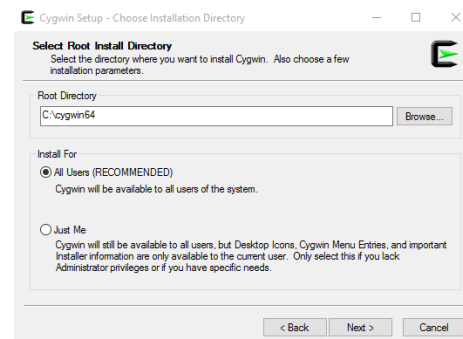 Cygwin Setup - Choose Installation Directory
Select Root Install Directory
Select the directory where you want to install Cygwin. Also choose a few
installation parameters.
Root Directory
C:\cygwin64
Browse...
Install For
All Users (RECOMMENDED)
Cygwin will be available to all users of the system.
Just Me
Cygwin will still be available to all users, but Desktop Icons, Cygwin Menu Entries, and important
Installer information are only available to the current user. Only select this if you lack
Administrator privileges or if you have specific needs.
< Back
Next >
Cancel